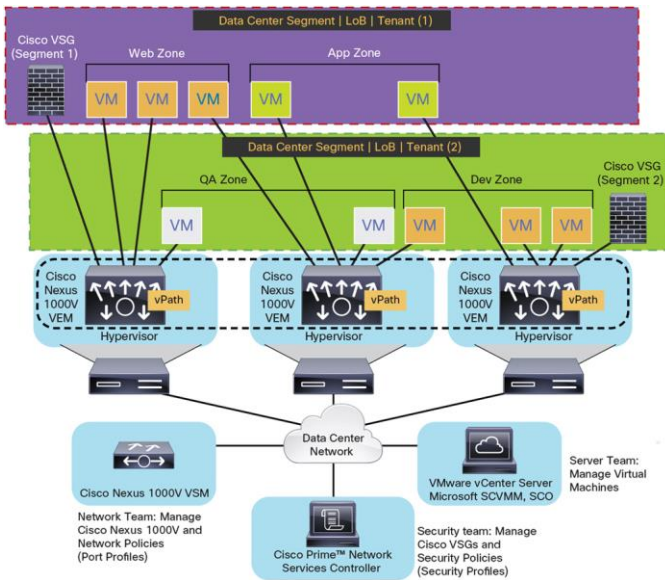 Data Center Segment | LoB | Tenant (1)
Cisco VSG
(Segment 1)
Web Zone
App Zone
VM
VM
VM
VM
VM
Data Center Segment | LoB | Tenant (2)
Cisco VSG
(Segment 2)
QA Zone
Dev Zone
VM
VM
VM
VM
VM
Cisco
Nexus
1000V
VEM
vPath
Hypervisor
Cisco
Nexus
1000V
VEM
vPath
Hypervisor
Cisco
Nexus
1000V
VEM
vPath
Hypervisor
Data Center
Network
Cisco Nexus 1000V VSM
Network Team: Manage
Cisco Nexus 1000V and
Network Policies
(Port Profiles)
Cisco Prime™ Network
Services Controller
Security team: Manage
Cisco VSGs and
Security Policies
(Security Profiles)
VMware vCenter Server
Microsoft SCVMM, SCO
Server Team:
Manage Virtual
Machines